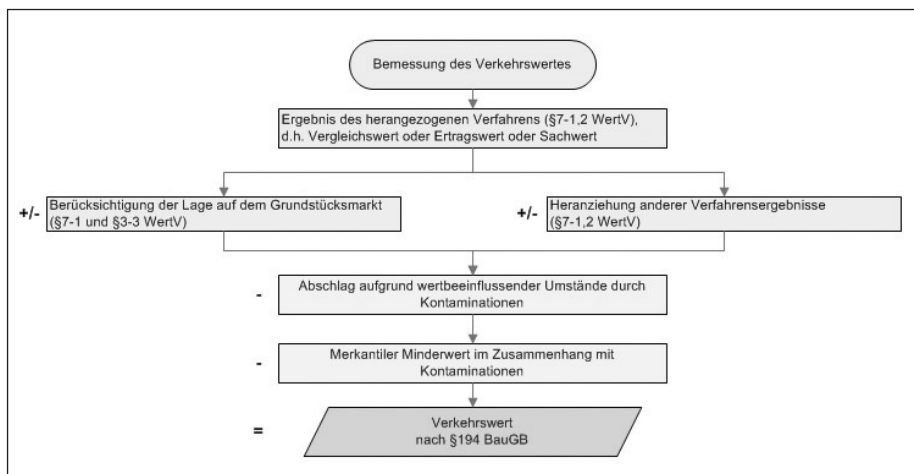 Bemessung des Verkehrswertes
Ergebnis des herangezogenen Verfahrens (§7-1,2 WertV),
d.h. Vergleichswert oder Ertragswert oder Sachwert
+/-
Berücksichtigung der Lage auf dem Grundstücksmarkt
(§7-1 und §3-3 WertV)
+/-
Heranziehung anderer Verfahrensergebnisse
(§7-1,2 WertV)
-
Abschlag aufgrund wertbeeinflussender Umstände durch
Kontaminationen
-
Merkantiler Minderwert im Zusammenhang mit
Kontaminationen
=
Verkehrswert
nach §194 BauGB